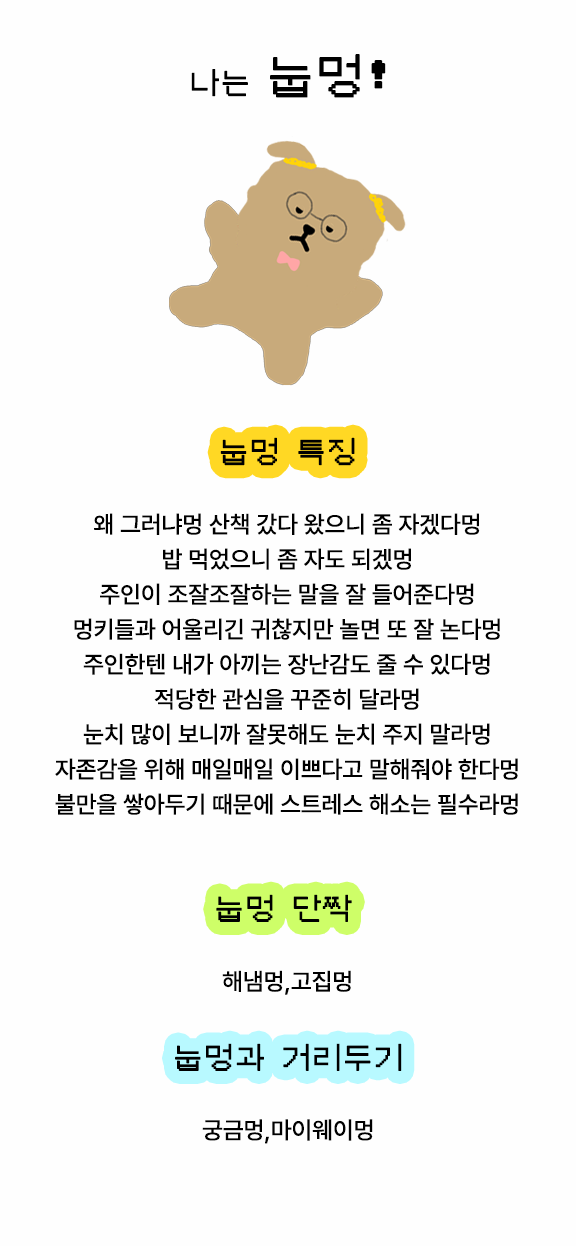 나는 눕멍!
눕멍 특징
왜 그러냐멍 산책 갔다 왔으니 좀 자겠다멍
밥 먹었으니 좀 자도 되겠멍
주인이 조잘조잘하는 말을 잘 들어준다멍
멍키들과 어울리긴 귀찮지만 놀면 또 잘 논다멍
주인한텐 내가 아끼는 장난감도 줄 수 있다멍
적당한 관심을 꾸준히 달라멍
눈치 많이 보니까 잘못해도 눈치 주지 말라멍
자존감을 위해 매일매일 이쁘다고 말해줘야 한다멍
불만을 쌓아두기 때문에 스트레스 해소는 필수라멍
눕멍 단짝
해냄멍,고집멍
눕멍과 거리두기
궁금멍,마이웨이멍